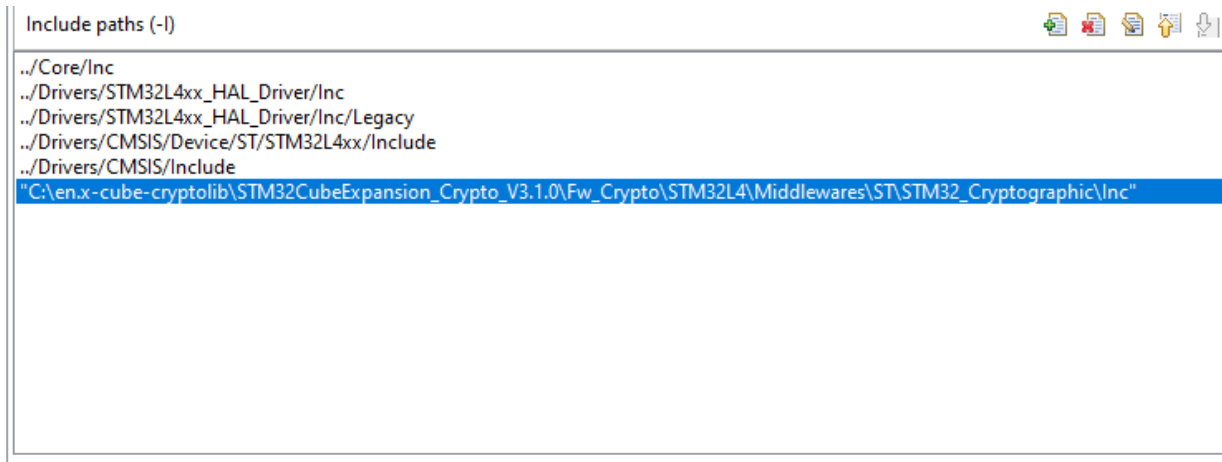 Include paths (-I)
../Core/Inc
../Drivers/STM32L4xx_HAL_Driver/Inc
../Drivers/STM32L4xx_HAL_Driver/Inc/Legacy
../Drivers/CMSIS/Device/ST/STM32L4xx/Include
../Drivers/CMSIS/Include
"C:\en.x-cube-cryptolib\STM32CubeExpansion_Crypto_V3.1.0\Fw_Crypto\STM32L4\Middlewares\ST\STM32_Cryptographic\Inc"